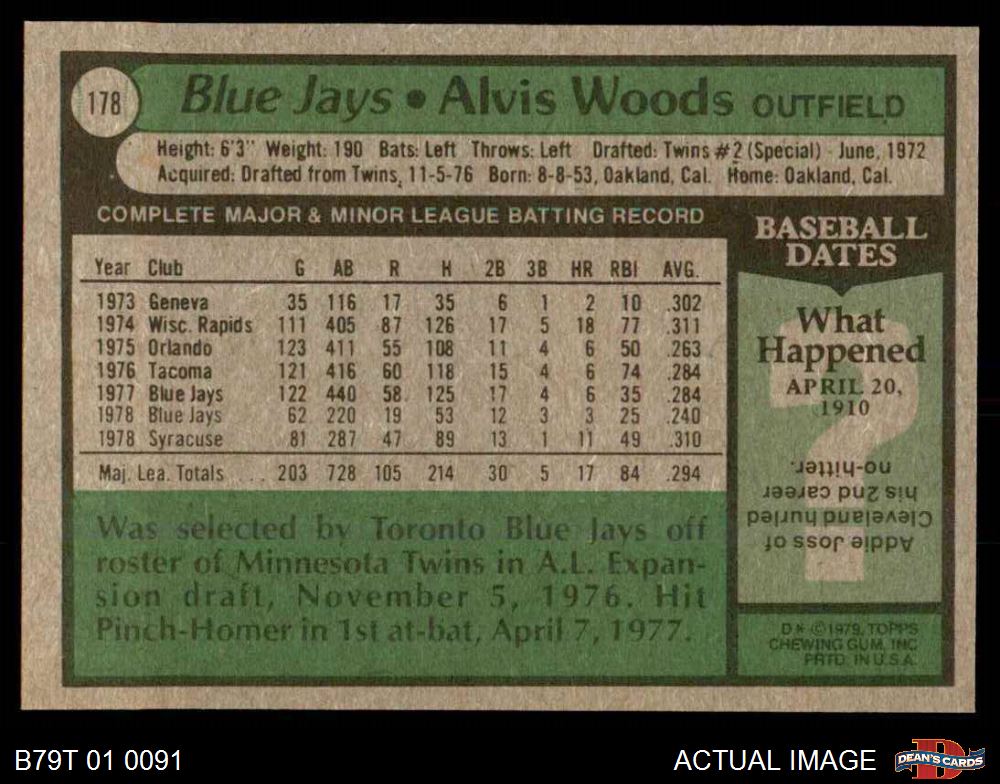 178
Blue Jays • Alvis Woods OUTFIELD
Height: 6'3" Weight: 190 Bats: Left Throws: Left Drafted: Twins #2 (Special) - June, 1972
Acquired: Drafted from Twins, 11-5-76 Born: 8-8-53, Oakland, Cal. Home: Oakland, Cal.
COMPLETE MAJOR & MINOR LEAGUE BATTING RECORD
Year Club G AB R H 2B 3B HR RBI AVG.
1973 Geneva 35 116 17 35 6 1 2 10 .302
1974 Wisc. Rapids 111 405 87 126 17 5 18 77 .311
1975 Orlando 123 411 55 108 11 4 6 50 .263
1976 Tacoma 121 416 60 118 15 4 6 74 .284
1977 Blue Jays 122 440 58 125 17 4 6 35 .284
1978 Blue Jays 62 220 19 53 12 3 3 25 .240
1978 Syracuse 81 287 47 89 13 1 11 49 .310
Maj. Lea. Totals ... 203 728 105 214 30 5 17 84 .294
Was selected by Toronto Blue Jays off
roster of Minnesota Twins in A.L. Expan-
sion draft, November 5, 1976. Hit
Pinch-Homer in 1st at-bat, April 7, 1977.
BASEBALL
DATES
What
Happened
APRIL 20,
1910
Addie Joss of
Cleveland hurled
his 2nd career
no-hitter.
D* © 1979, TOPPS
CHEWING GUM, INC.
PRTD. IN U.S.A.
B79T 01 0091
ACTUAL IMAGE
D
DEAN'S CARDS